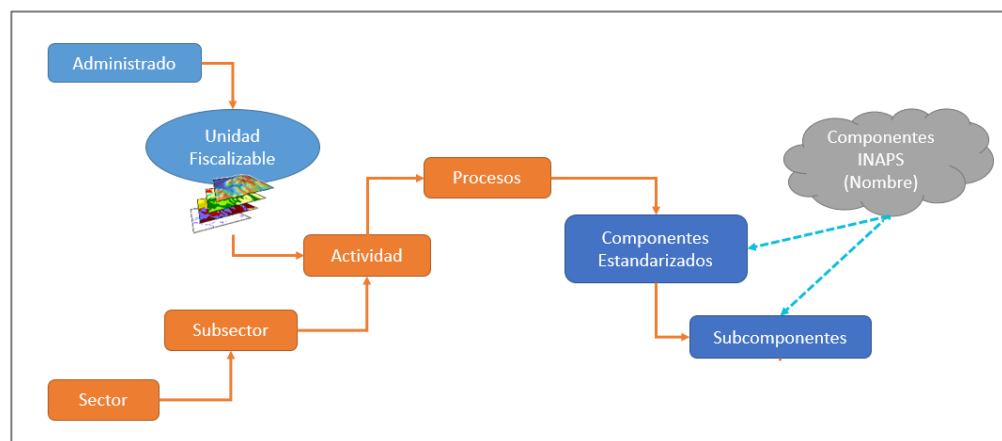 Administrado
Unidad
Fiscalizable
Componentes
INAPS
(Nombre)
Procesos
Componentes
Estandarizados
Actividad
Subsector
Subcomponentes
Sector